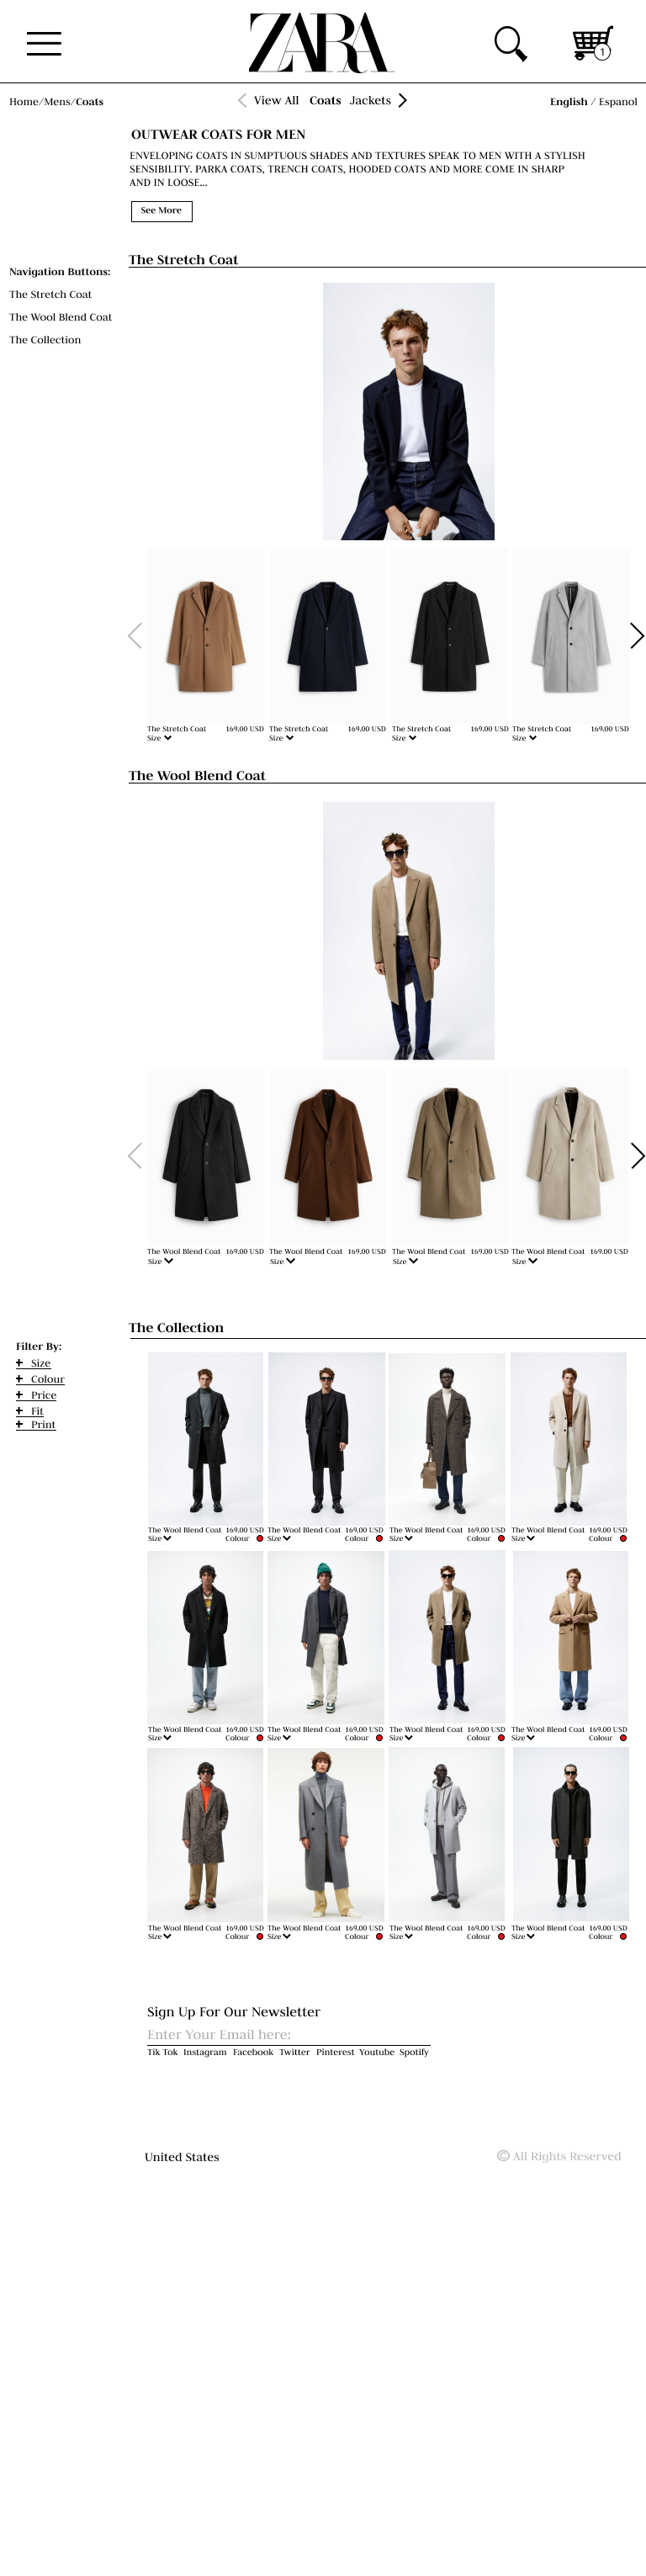 ZARA
1
Home/Mens/Coats
View All Coats Jackets
English / Espanol
OUTWEAR COATS FOR MEN
ENVELOPING COATS IN SUMPTUOUS SHADES AND TEXTURES SPEAK TO MEN WITH A STYLISH
SENSIBILITY. PARKA COATS, TRENCH COATS, HOODED COATS AND MORE COME IN SHARP
AND IN LOOSE...
See More
Navigation Buttons:
The Stretch Coat
The Wool Blend Coat
The Collection
The Stretch Coat
The Stretch Coat 169.00 USD The Stretch Coat 169.00 USD The Stretch Coat 169.00 USD The Stretch Coat 169.00 USD
Size Size Size Size
The Wool Blend Coat
The Wool Blend Coat 169.00 USD The Wool Blend Coat 169.00 USD The Wool Blend Coat 169.00 USD The Wool Blend Coat 169.00 USD
Size Size Size Size
The Collection
Filter By:
+ Size
+ Colour
+ Price
+ Fit
+ Print
The Wool Blend Coat 169.00 USD The Wool Blend Coat 169.00 USD The Wool Blend Coat 169.00 USD The Wool Blend Coat 169.00 USD
Size Colour Size Colour Size Colour Size Colour
The Wool Blend Coat 169.00 USD The Wool Blend Coat 169.00 USD The Wool Blend Coat 169.00 USD The Wool Blend Coat 169.00 USD
Size Colour Size Colour Size Colour Size Colour
The Wool Blend Coat 169.00 USD The Wool Blend Coat 169.00 USD The Wool Blend Coat 169.00 USD The Wool Blend Coat 169.00 USD
Size Colour Size Colour Size Colour Size Colour
Sign Up For Our Newsletter
Enter Your Email here:
Tik Tok Instagram Facebook Twitter Pinterest Youtube Spotify
United States
© All Rights Reserved